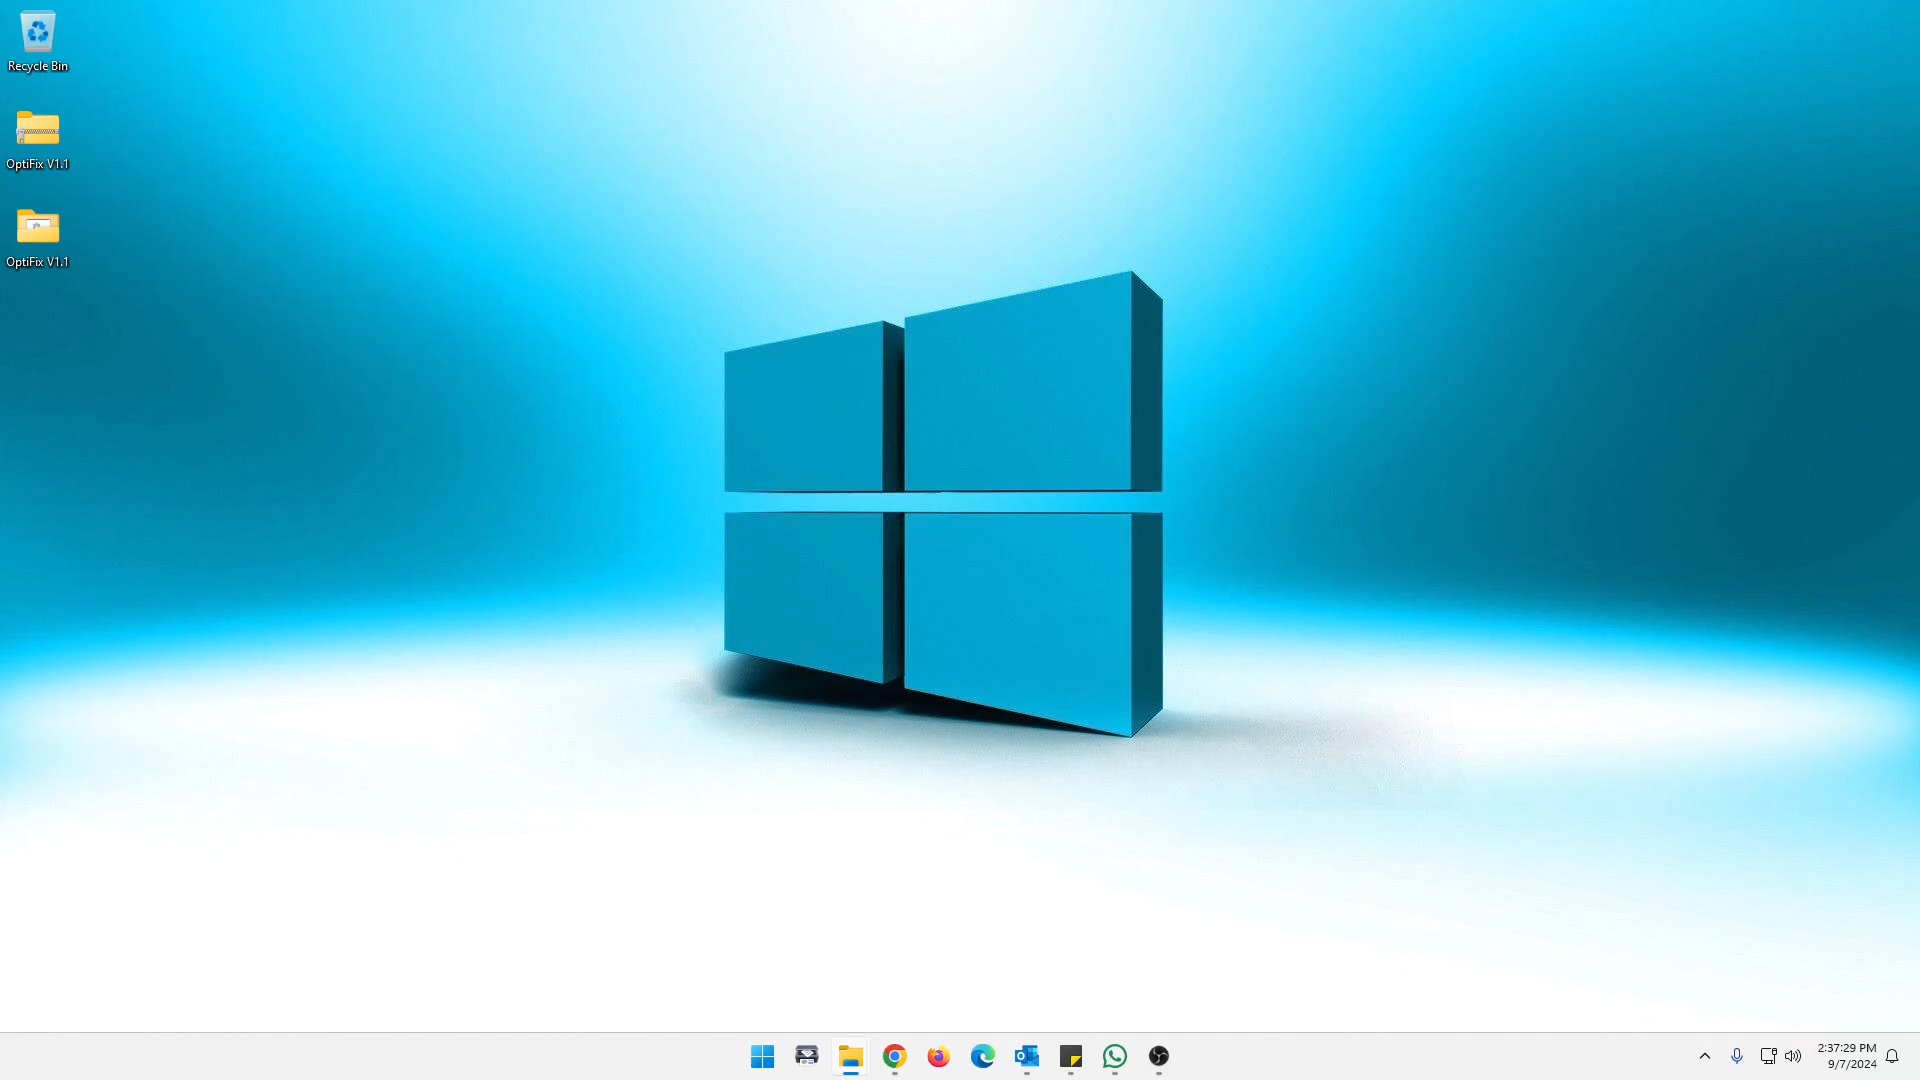 Recycle Bin
OptiFix V1.1
OptiFix V1.1
2:37:29 PM
9/7/2024